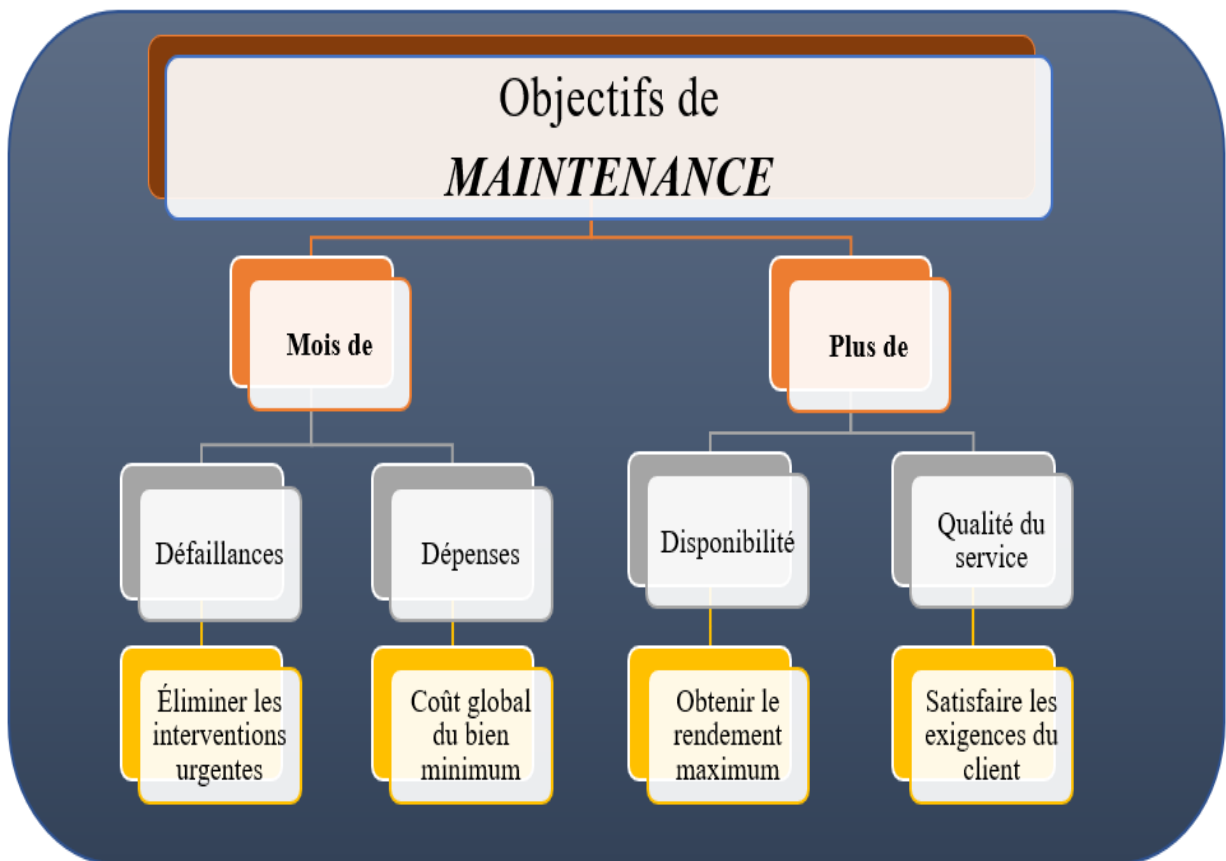 Objectifs de
MAINTENANCE
Mois de
Plus de
Défaillances
Dépenses
Disponibilité
Qualité du
service
Éliminer les
interventions
urgentes
Coût global
du bien
minimum
Obtenir le
rendement
maximum
Satisfaire les
exigences du
client